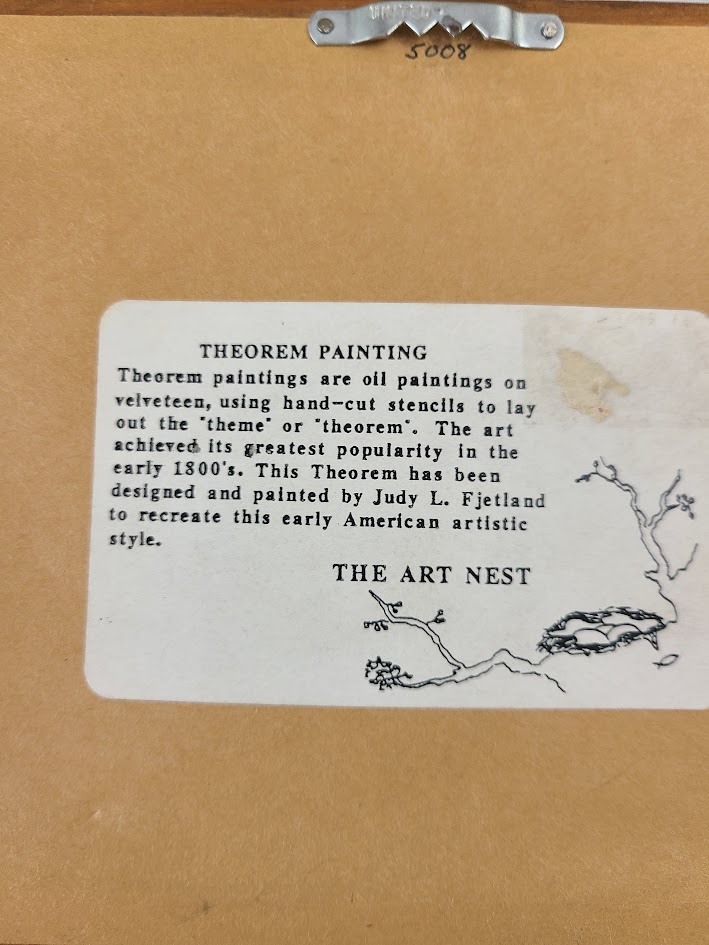 5008
THEOREM PAINTING
Theorem paintings are oil paintings on
velveteen, using hand-cut stencils to lay
out the "theme" or "theorem". The art
achieved its greatest popularity in the
early 1800's. This Theorem has been
designed and painted by Judy L. Fjetland
to recreate this early American artistic
style.
THE ART NEST